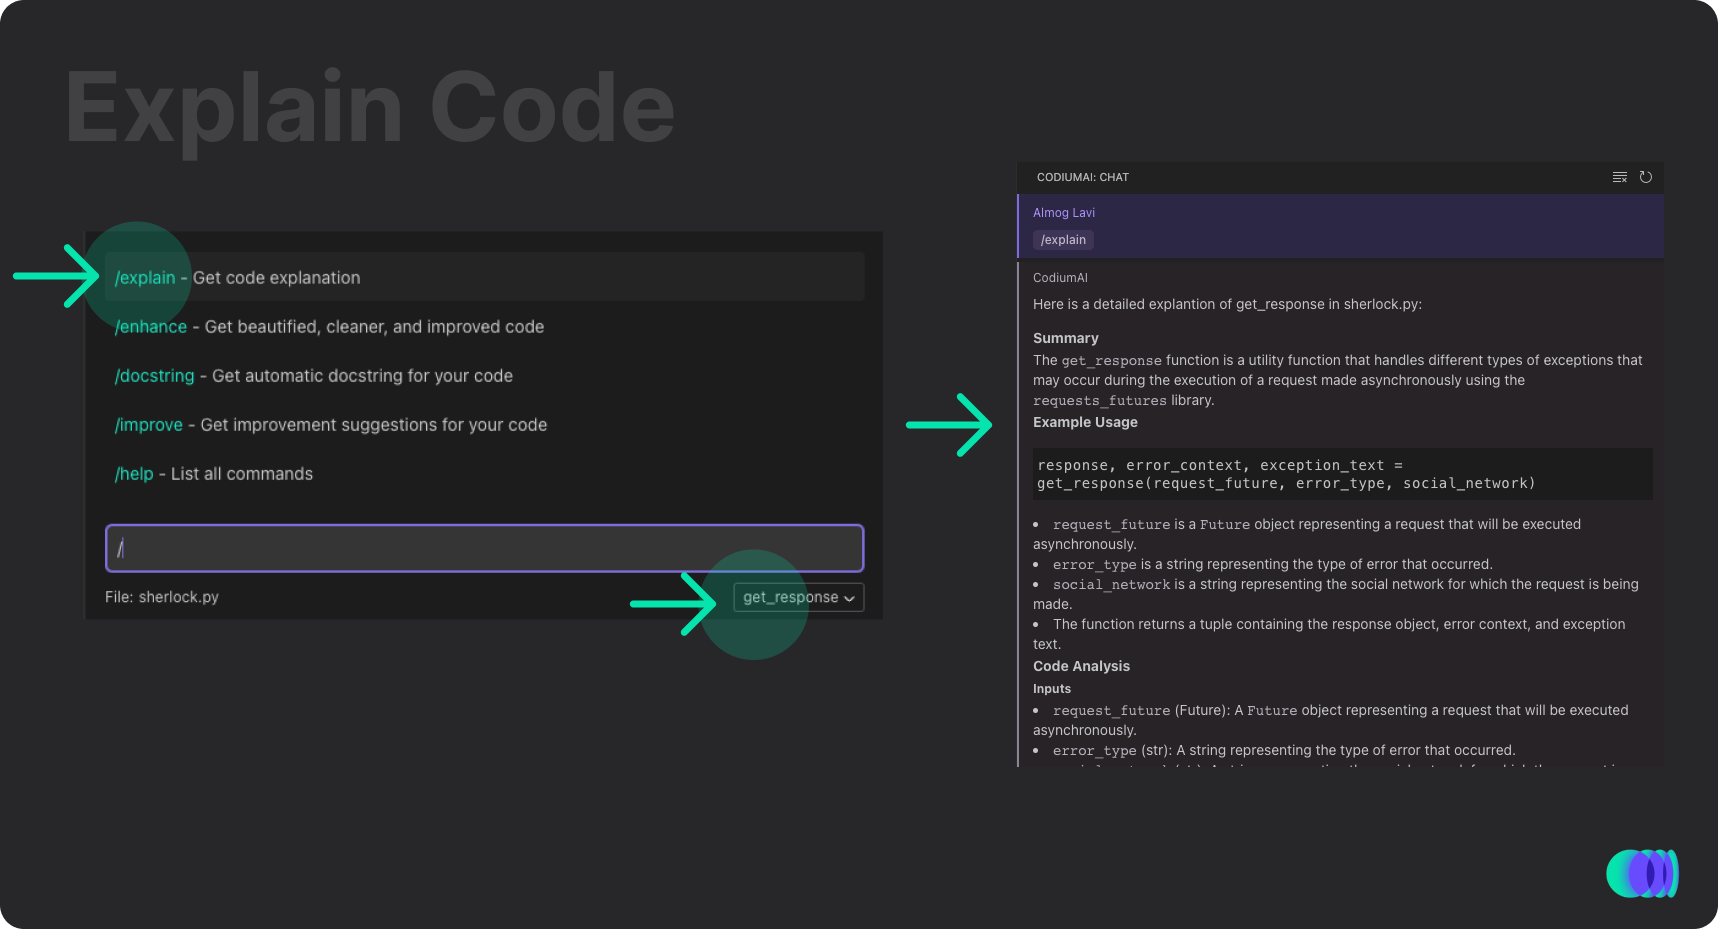 Explain Code
/explain - Get code explanation
/enhance - Get beautified, cleaner, and improved code
/docstring - Get automatic docstring for your code
/improve - Get improvement suggestions for your code
/help - List all commands
/
File: sherlock.py
get_response
CODIUMAI: CHAT
Almog Lavi
/explain
CodiumAI
Here is a detailed explantion of get_response in sherlock.py:
Summary
The get_response function is a utility function that handles different types of exceptions that
may occur during the execution of a request made asynchronously using the
requests_futures library.
Example Usage
response, error_context, exception_text =
get_response(request_future, error_type, social_network)
• request_future is a Future object representing a request that will be executed
asynchronously.
• error_type is a string representing the type of error that occurred.
• social_network is a string representing the social network for which the request is being
made.
• The function returns a tuple containing the response object, error context, and exception
text.
Code Analysis
Inputs
• request_future (Future): A Future object representing a request that will be executed
asynchronously.
• error_type (str): A string representing the type of error that occurred.